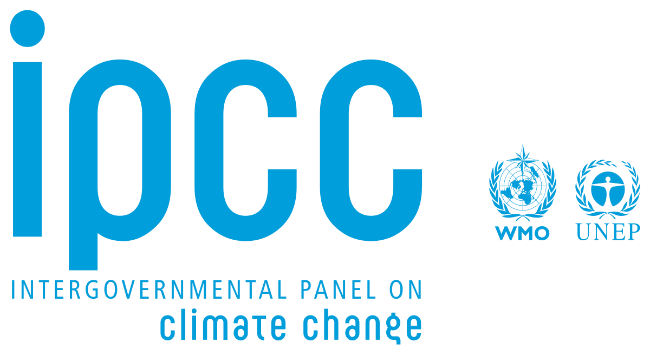 ipcc
INTERGOVERNMENTAL PANEL ON
climate change
WMO
UNEP